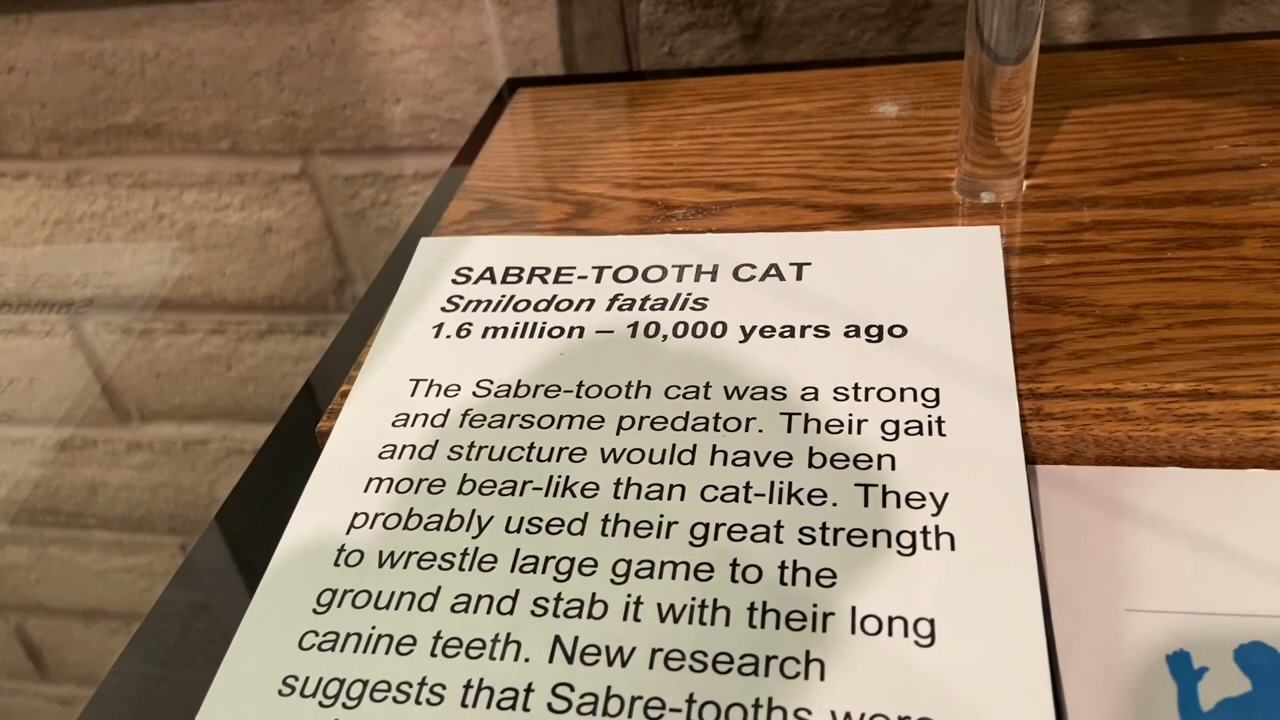 SABRE-TOOTH CAT
Smilodon fatalis
1.6 million – 10,000 years ago
The Sabre-tooth cat was a strong
and fearsome predator. Their gait
and structure would have been
more bear-like than cat-like. They
probably used their great strength
to wrestle large game to the
ground and stab it with their long
canine teeth. New research
suggests that Sabre-tooths were